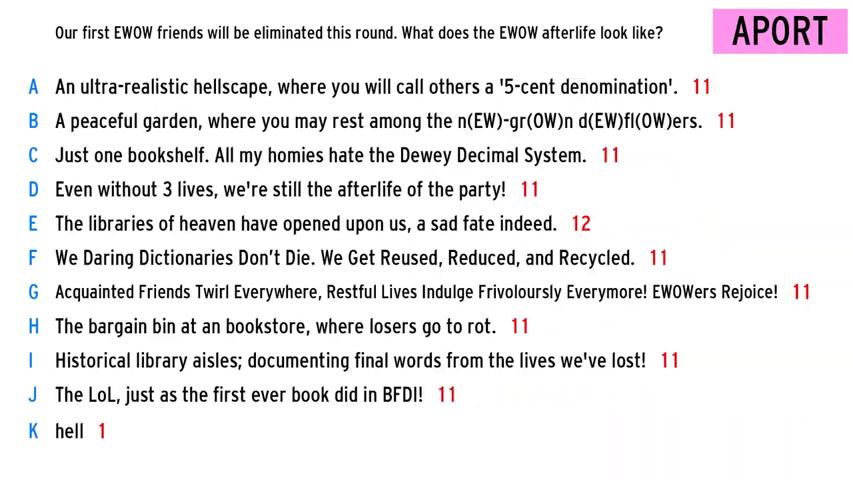 Our first EWOW friends will be eliminated this round. What does the EWOW afterlife look like?
APORT
A An ultra-realistic hellscape, where you will call others a '5-cent denomination'. 11
B A peaceful garden, where you may rest among the n(EW)-gr(OW)n d(EW)fl(OW)ers. 11
C Just one bookshelf. All my homies hate the Dewey Decimal System. 11
D Even without 3 lives, we're still the afterlife of the party! 11
E The libraries of heaven have opened upon us, a sad fate indeed. 12
F We Daring Dictionaries Don’t Die. We Get Reused, Reduced, and Recycled. 11
G Acquainted Friends Twirl Everywhere, Restful Lives Indulge Frivoloursly Everymore! EWOWers Rejoice! 11
H The bargain bin at an bookstore, where losers go to rot. 11
I Historical library aisles; documenting final words from the lives we've lost! 11
J The LoL, just as the first ever book did in BFDI! 11
K hell 1